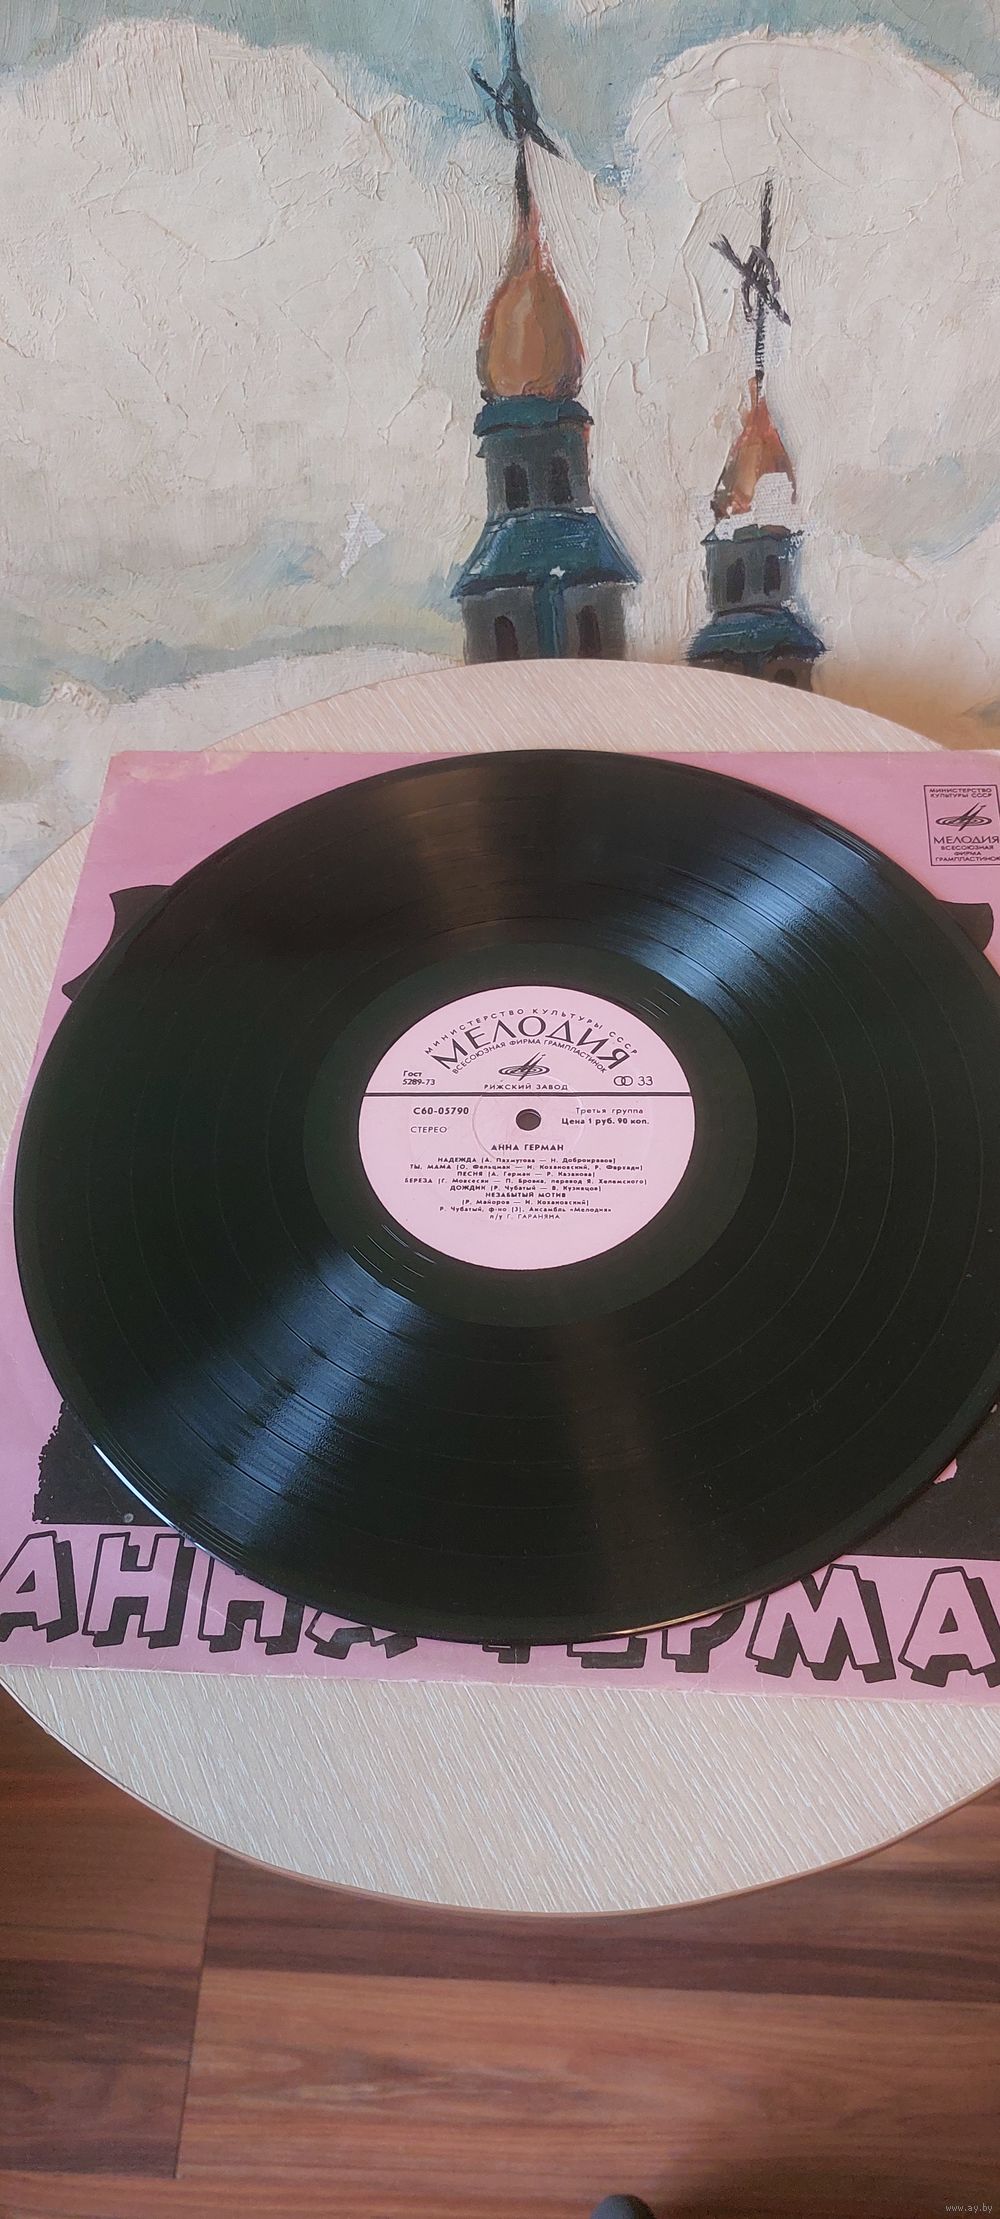 МИНИСТЕРСТВО
КУЛЬТУРЫ СССР
МЕЛОДИЯ
ВСЕСОЮЗНАЯ
ФИРМА
ГРАМПЛАСТИНОК
МИНИСТЕРСТВО КУЛЬТУРЫ СССР
МЕЛОДИЯ
ВСЕСОЮЗНАЯ ФИРМА ГРАМПЛАСТИНОК
Гост
5289-73
33
РИЖСКИЙ ЗАВОД
С60-05790
Третья группа
СТЕРЕО
Цена 1 руб. 90 коп.
АННА ГЕРМАН
НАДЕЖДА (А. Пахмутова — Н. Добронравов)
ТЫ, МАМА (О. Фельцман — И. Кохановский, Р. Фархади)
ПЕСНЯ (А. Герман — Р. Казакова)
БЕРЕЗА (Г. Мовсесян — П. Бровка, перевод Я. Хелемского)
ДОЖДИК (Р. Чубатый — В. Кузнецов)
НЕЗАБЫТЫЙ МОТИВ
(Р. Майоров — И. Кохановский)
Р. Чубатый, ф-но (3), Ансамбль «Мелодия»
п/у Г. ГАРАНЯНА
АННА ГЕРМА
www.ay.by